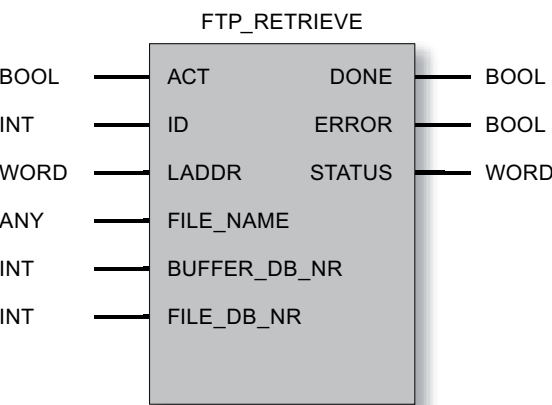 FTP_RETRIEVE
BOOL ACT DONE BOOL
INT ID ERROR BOOL
WORD LADDR STATUS WORD
ANY FILE_NAME
INT BUFFER_DB_NR
INT FILE_DB_NR